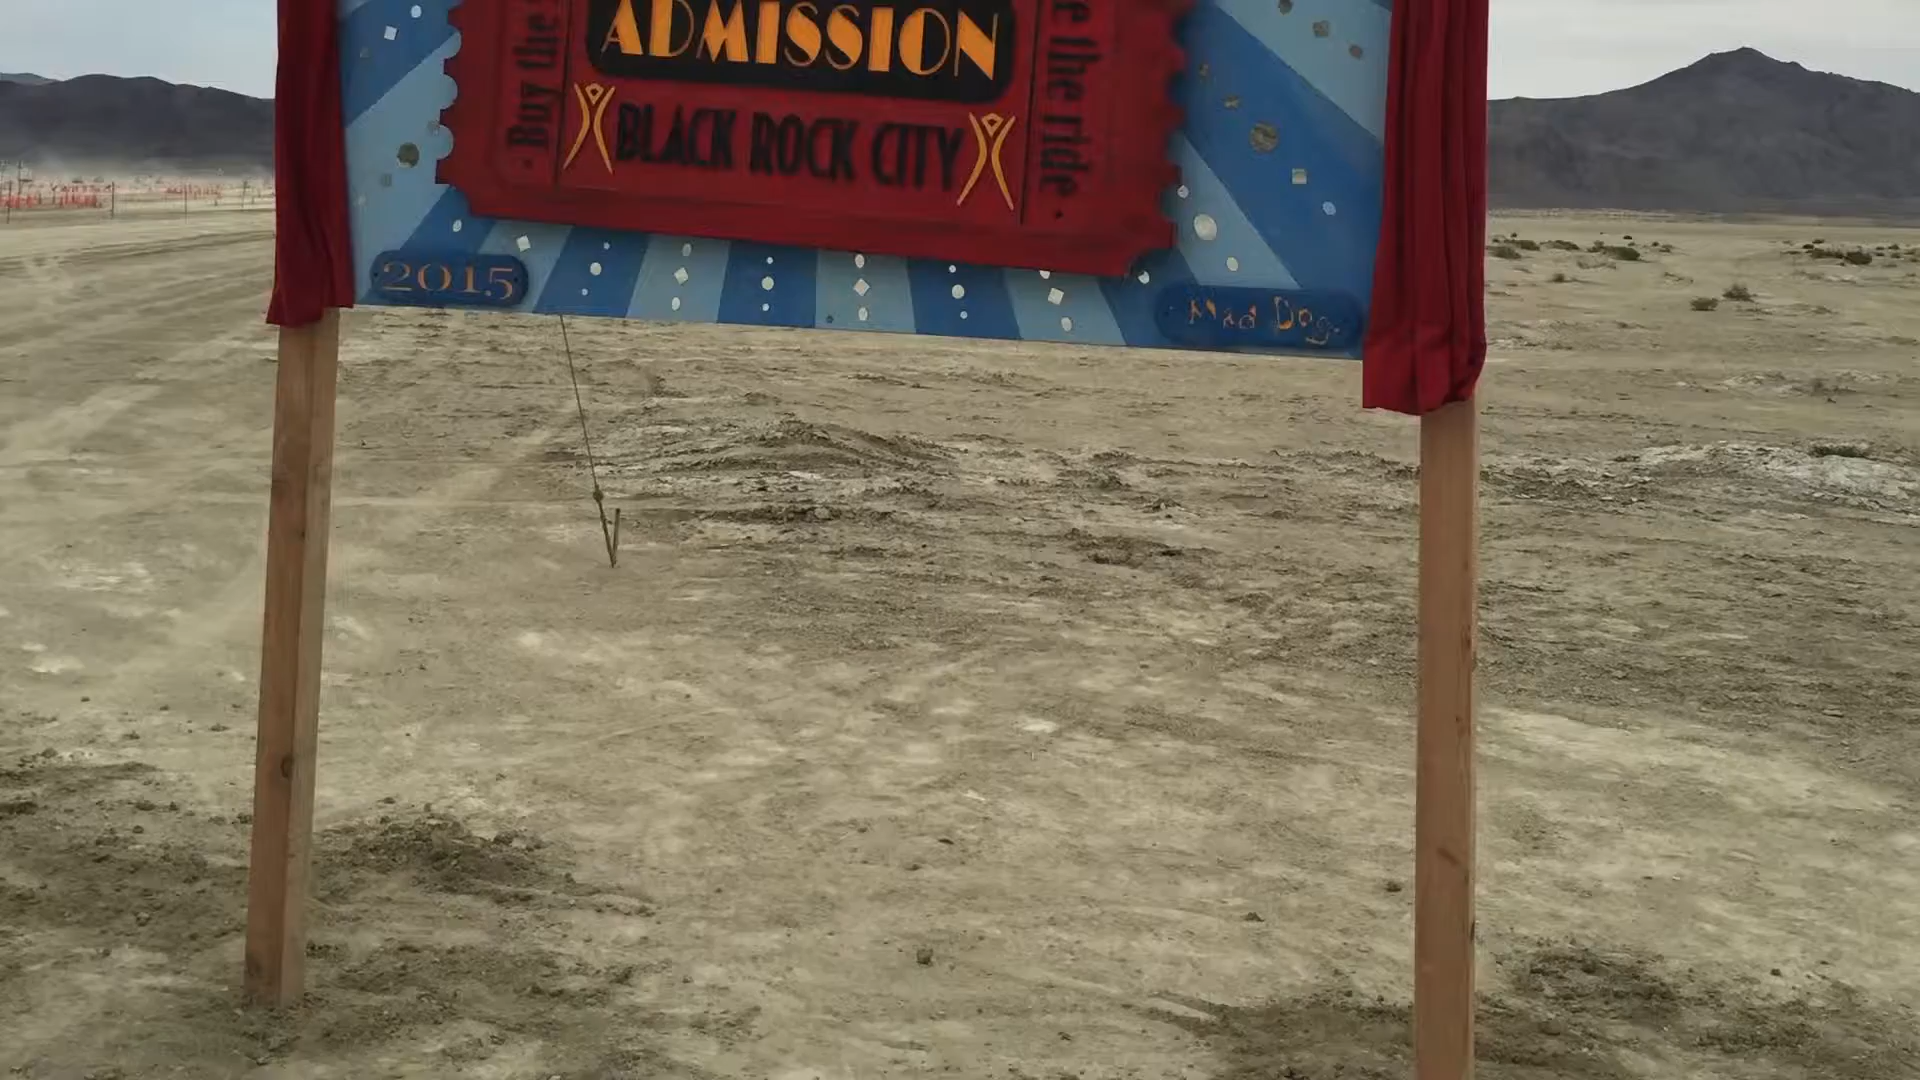 ADMISSION
· Buy the
BLACK ROCK CITY
e the ride ·
2015
Mad Dog